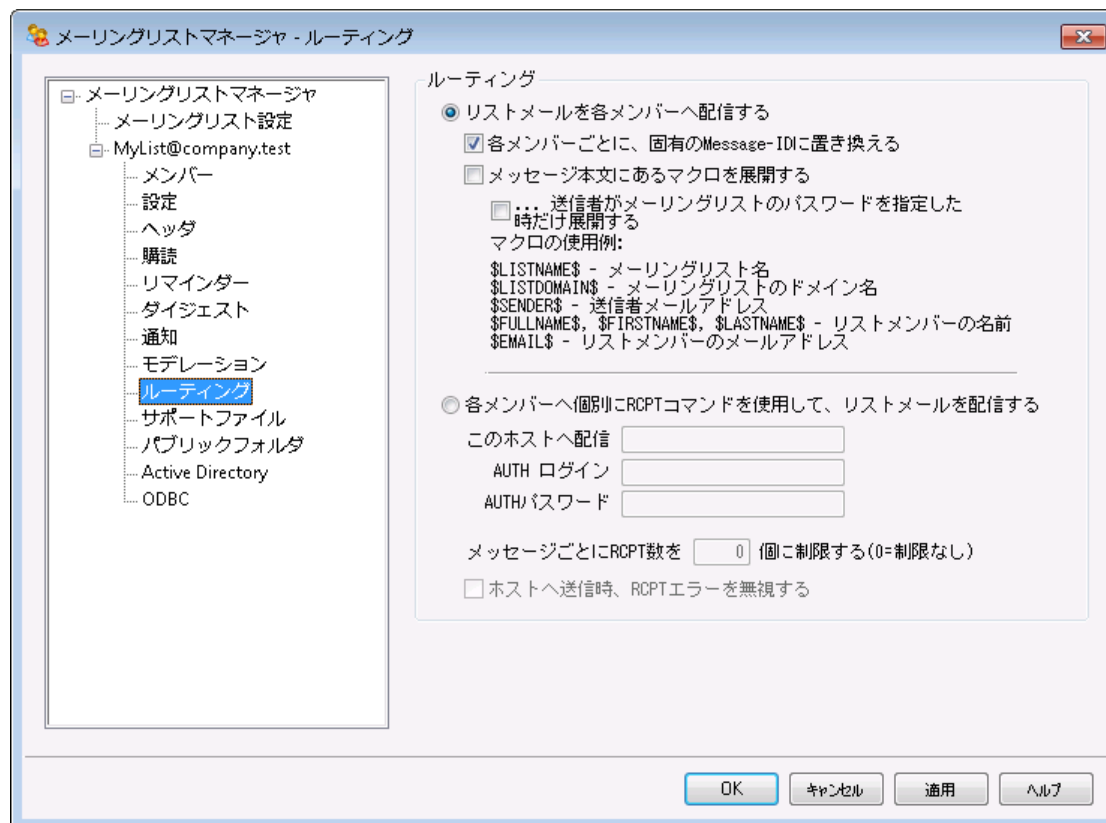 メーリングリストマネージャ - ルーティング
メーリングリストマネージャ
メーリングリスト設定
MyList@company.test
メンバー
設定
ヘッダ
購読
リマインダー
ダイジェスト
通知
モデレーション
ルーティング
サポートファイル
パブリックフォルダ
Active Directory
ODBC
ルーティング
リストメールを各メンバーへ配信する
各メンバーごとに、固有のMessage-IDに置き換える
メッセージ本文にあるマクロを展開する
... 送信者がメーリングリストのパスワードを指定した
時だけ展開する
マクロの使用例:
$LISTNAME$ - メーリングリスト名
$LISTDOMAIN$ - メーリングリストのドメイン名
$SENDER$ - 送信者メールアドレス
$FULLNAME$, $FIRSTNAME$, $LASTNAME$ - リストメンバーの名前
$EMAIL$ - リストメンバーのメールアドレス
各メンバーへ個別にRCPTコマンドを使用して、リストメールを配信する
このホストへ配信
AUTH ログイン
AUTHパスワード
メッセージごとにRCPT数を 0 個に制限する(0=制限なし)
ホストへ送信時、RCPTエラーを無視する
OK キャンセル 適用 ヘルプ